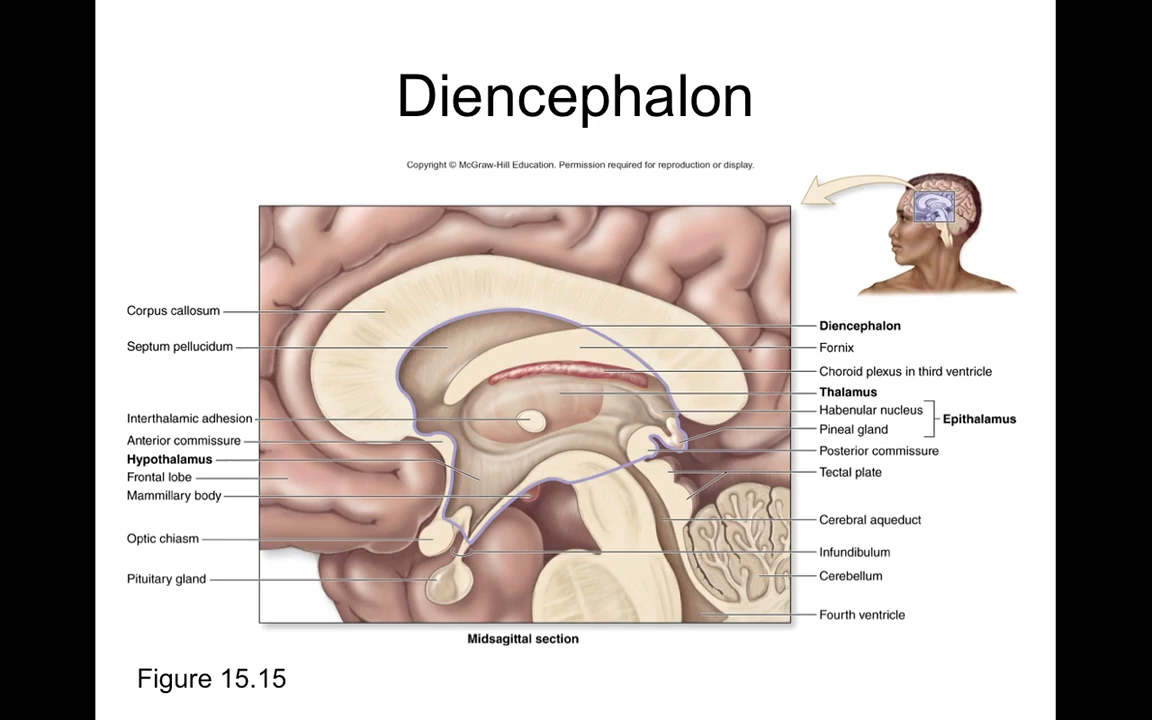 Diencephalon
Copyright © McGraw-Hill Education. Permission required for reproduction or display.
Corpus callosum
Septum pellucidum
Interthalamic adhesion
Anterior commissure
Hypothalamus
Frontal lobe
Mammillary body
Optic chiasm
Pituitary gland
Diencephalon
Fornix
Choroid plexus in third ventricle
Thalamus
Habenular nucleus
Epithalamus
Pineal gland
Posterior commissure
Tectal plate
Cerebral aqueduct
Infundibulum
Cerebellum
Fourth ventricle
Midsagittal section
Figure 15.15